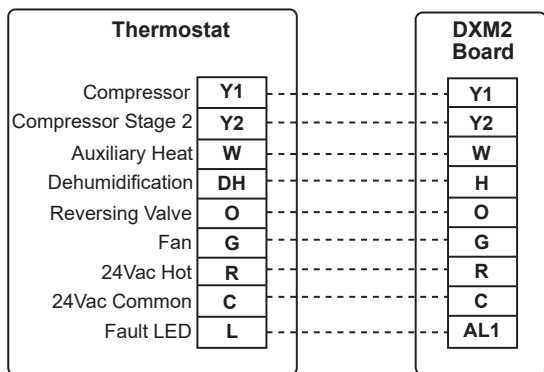 Thermostat
DXM2
Board
Compressor Y1 Y1
Compressor Stage 2 Y2 Y2
Auxiliary Heat W W
Dehumidification DH H
Reversing Valve O O
Fan G G
24Vac Hot R R
24Vac Common C C
Fault LED L AL1